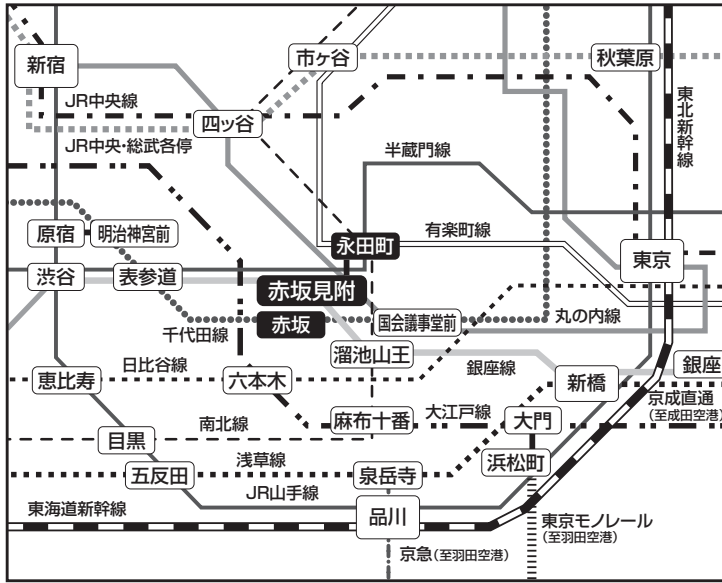 市ヶ谷
秋葉原
新宿
東北新幹線
JR中央線
四ッ谷
JR中央・総武各停
半蔵門線
原宿
明治神宮前
永田町
有楽町線
東京
渋谷
表参道
赤坂見附
赤坂
国会議事堂前
丸の内線
千代田線
溜池山王
日比谷線
銀座線
銀座
恵比寿
六本木
新橋
京成直通
(至成田空港)
南北線
麻布十番
大江戸線
大門
目黒
浅草線
浜松町
五反田
泉岳寺
JR山手線
東海道新幹線
品川
東京モノレール
(至羽田空港)
京急(至羽田空港)